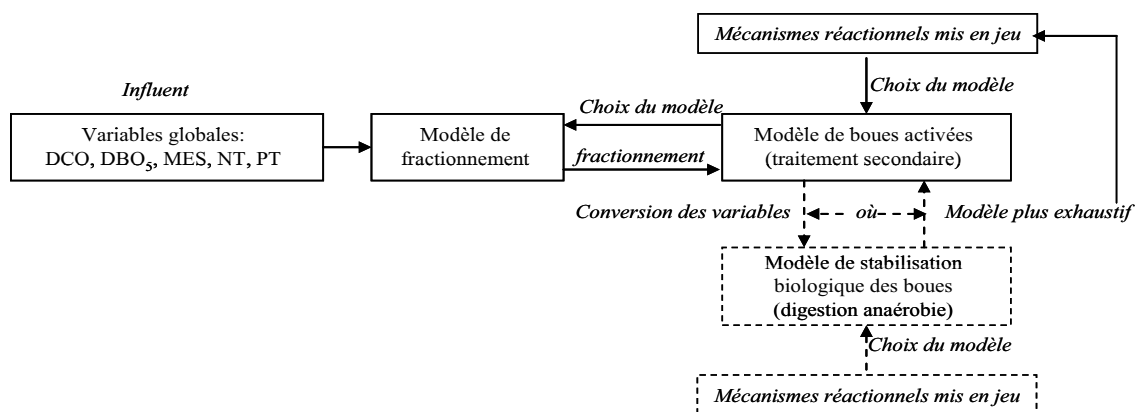 Mécanismes réactionnels mis en jeu
Influent
Choix du modèle
Choix du modèle
Variables globales:
DCO, DBO₅, MES, NT, PT
Modèle de
fractionnement
fractionnement
Modèle de boues activées
(traitement secondaire)
Conversion des variables
où
Modèle plus exhaustif
Modèle de stabilisation
biologique des boues
(digestion anaérobie)
Choix du modèle
Mécanismes réactionnels mis en jeu